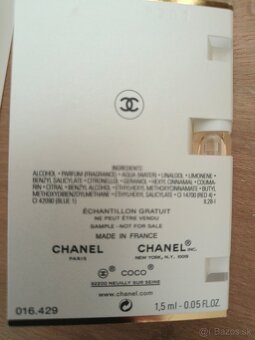 INGREDIENTS:
ALCOHOL • PARFUM (FRAGRANCE) • AQUA (WATER) • LINALOOL • LIMONENE •
BENZYL SALICYLATE • CITRONELLOL • GERANIOL • HEXYL CINNAMAL • COUMA-
RIN • CITRAL • BENZYL ALCOHOL • ETHYLHEXYL METHOXYCINNAMATE • BUTYL
METHOXYDIBENZOYLMETHANE • CI 14700 (RED 4) •
CI 42090 (BLUE 1)
ÉCHANTILLON GRATUIT
NE PEUT ÊTRE VENDU
SAMPLE - NOT FOR SALE
MADE IN FRANCE
CHANEL CHANEL INC.
PARIS NEW YORK, N.Y.
COCO
92200 NEUILLY SUR SEINE
www.chanel.com
016.429 1,5 ml - 0.05 FL.OZ.
bazos.sk